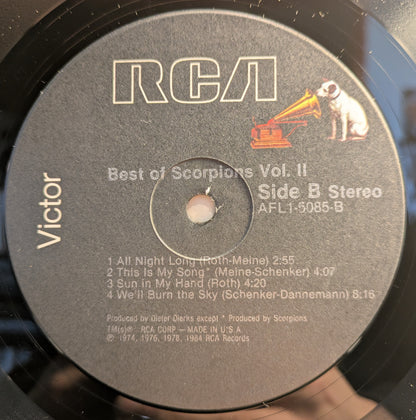 RCA
Victor
Best of Scorpions Vol. II
Side B Stereo
AFL1-5085-B
1 All Night Long (Roth-Meine) 2:55
2 This Is My Song* (Meine-Schenker) 4:07
3 Sun in My Hand (Roth) 4:20
4 We'll Burn the Sky (Schenker-Dannemann) 8:16
Produced by Dieter Dierks except * Produced by Scorpions
TM(s)® RCA CORP — MADE IN U.S.A
℗ 1974, 1976, 1978, 1984 RCA Records